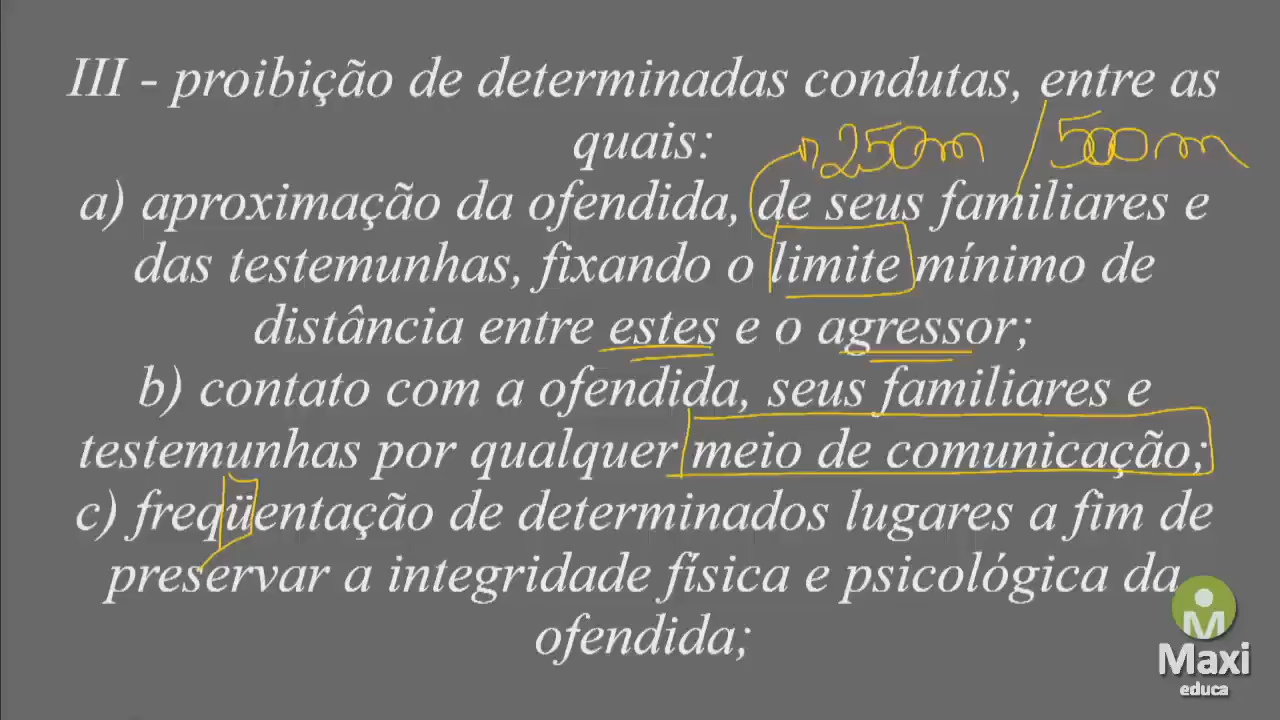 III - proibição de determinadas condutas, entre as
quais:
250m / 500m
a) aproximação da ofendida, de seus familiares e
das testemunhas, fixando o limite mínimo de
distância entre estes e o agressor;
b) contato com a ofendida, seus familiares e
testemunhas por qualquer meio de comunicação;
c) freqüentação de determinados lugares a fim de
preservar a integridade física e psicológica da
ofendida;
M
Maxi
educa